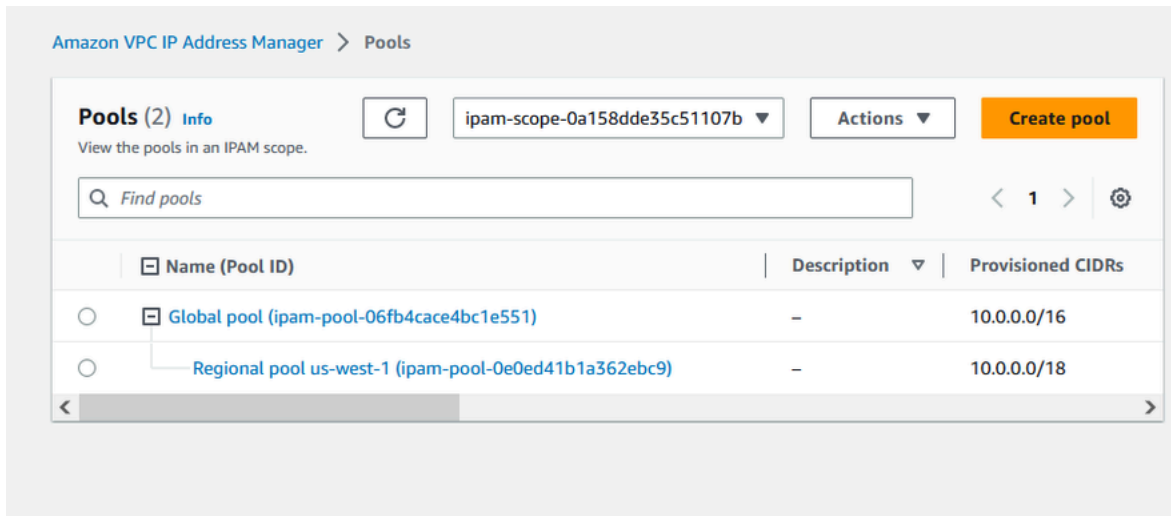 Amazon VPC IP Address Manager > Pools
Pools (2) Info
ipam-scope-0a158dde35c51107b
Actions
Create pool
View the pools in an IPAM scope.
Find pools
1
Name (Pool ID)
Description
Provisioned CIDRs
Global pool (ipam-pool-06fb4cace4bc1e551)
–
10.0.0.0/16
Regional pool us-west-1 (ipam-pool-0e0ed41b1a362ebc9)
–
10.0.0.0/18